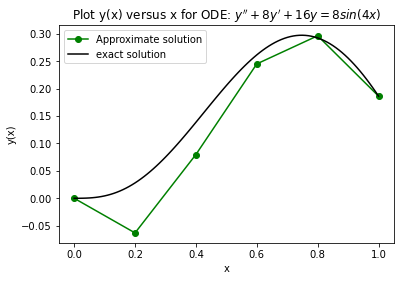 Plot y(x) versus x for ODE: y′′ + 8y′ + 16y = 8sin(4x)
Approximate solution
exact solution
0.30
0.25
0.20
0.15
0.10
0.05
0.00
−0.05
y(x)
0.0 0.2 0.4 0.6 0.8 1.0
x